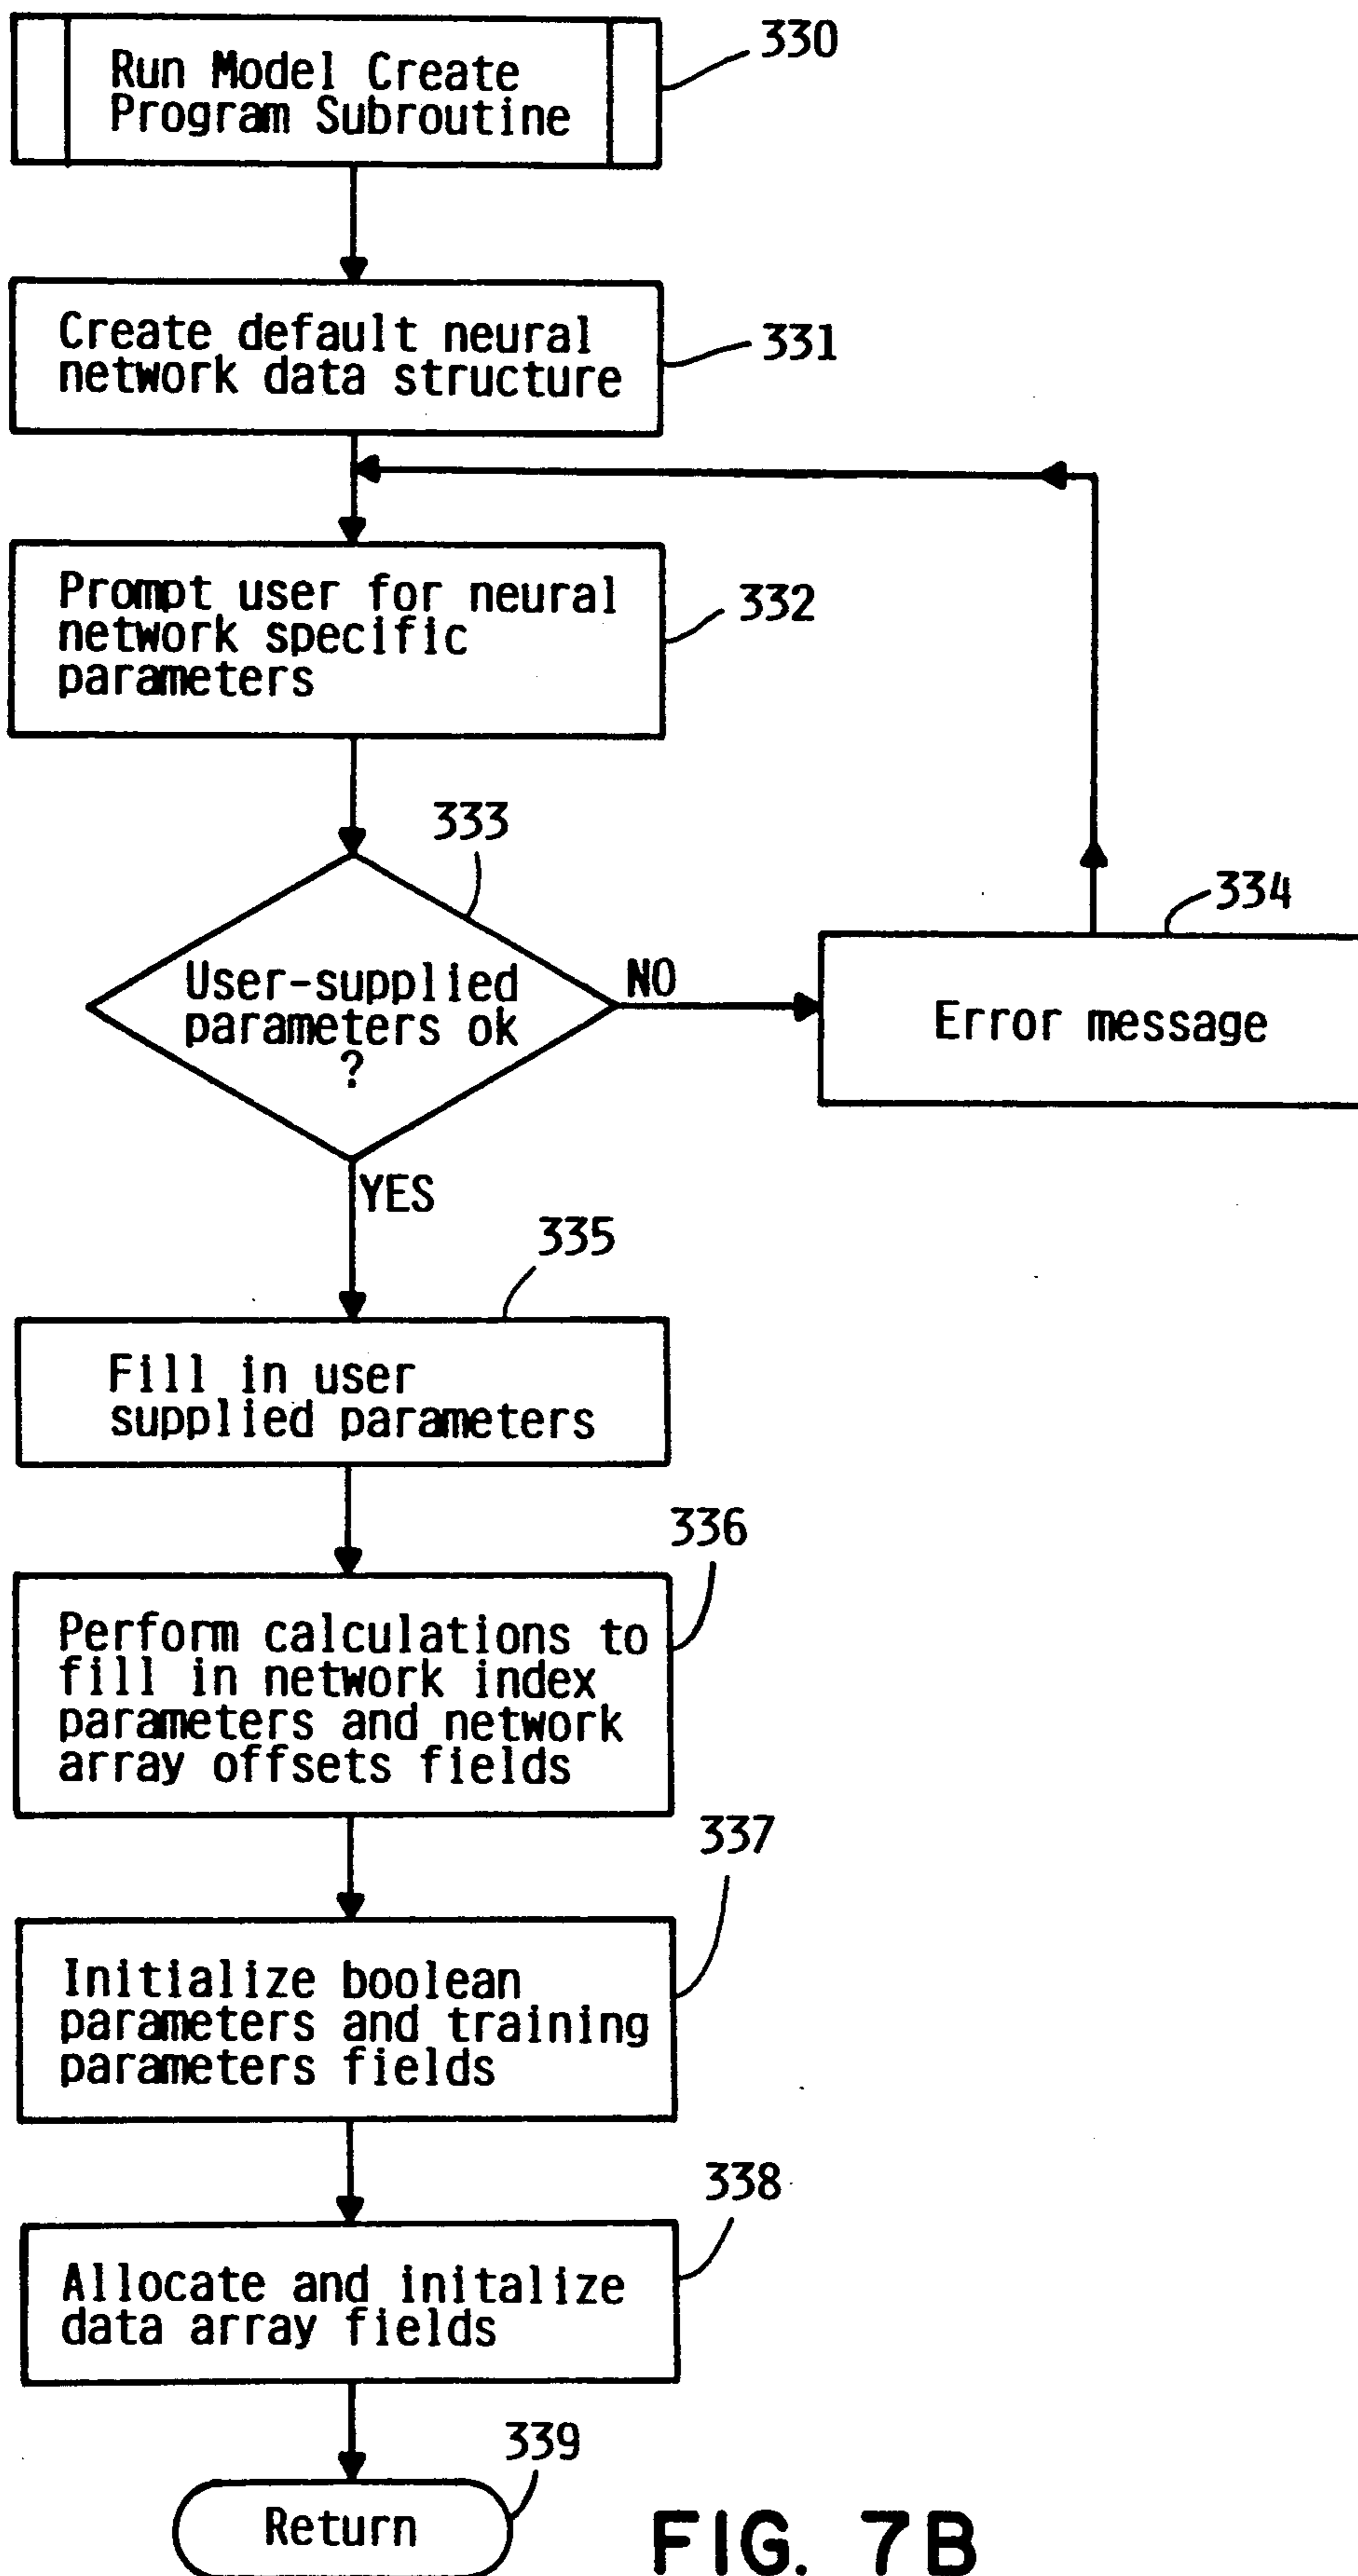 Run Model Create
Program Subroutine
330
Create default neural
network data structure
331
Prompt user for neural
network specific
parameters
332
333
User-supplied
parameters ok
?
NO
334
Error message
YES
335
Fill in user
supplied parameters
336
Perform calculations to
fill in network index
parameters and network
array offsets fields
337
Initialize boolean
parameters and training
parameters fields
338
Allocate and initalize
data array fields
339
Return
FIG. 7B